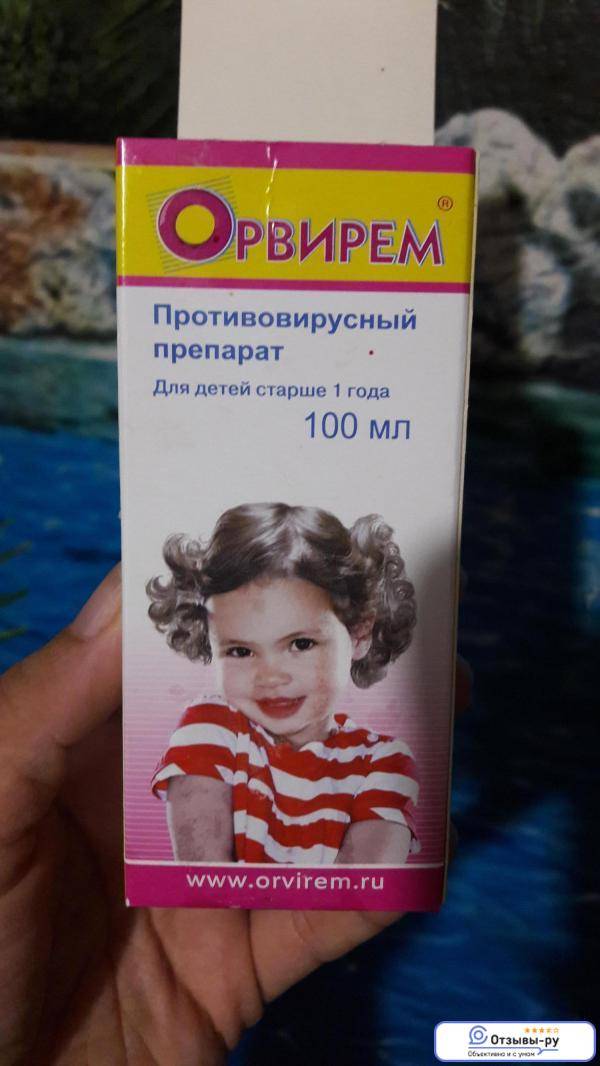 ОРВИРЕМ®
Противовирусный
препарат
Для детей старше 1 года
100 мл
www.orvirem.ru
Отзывы-ру
Объективно и с умом